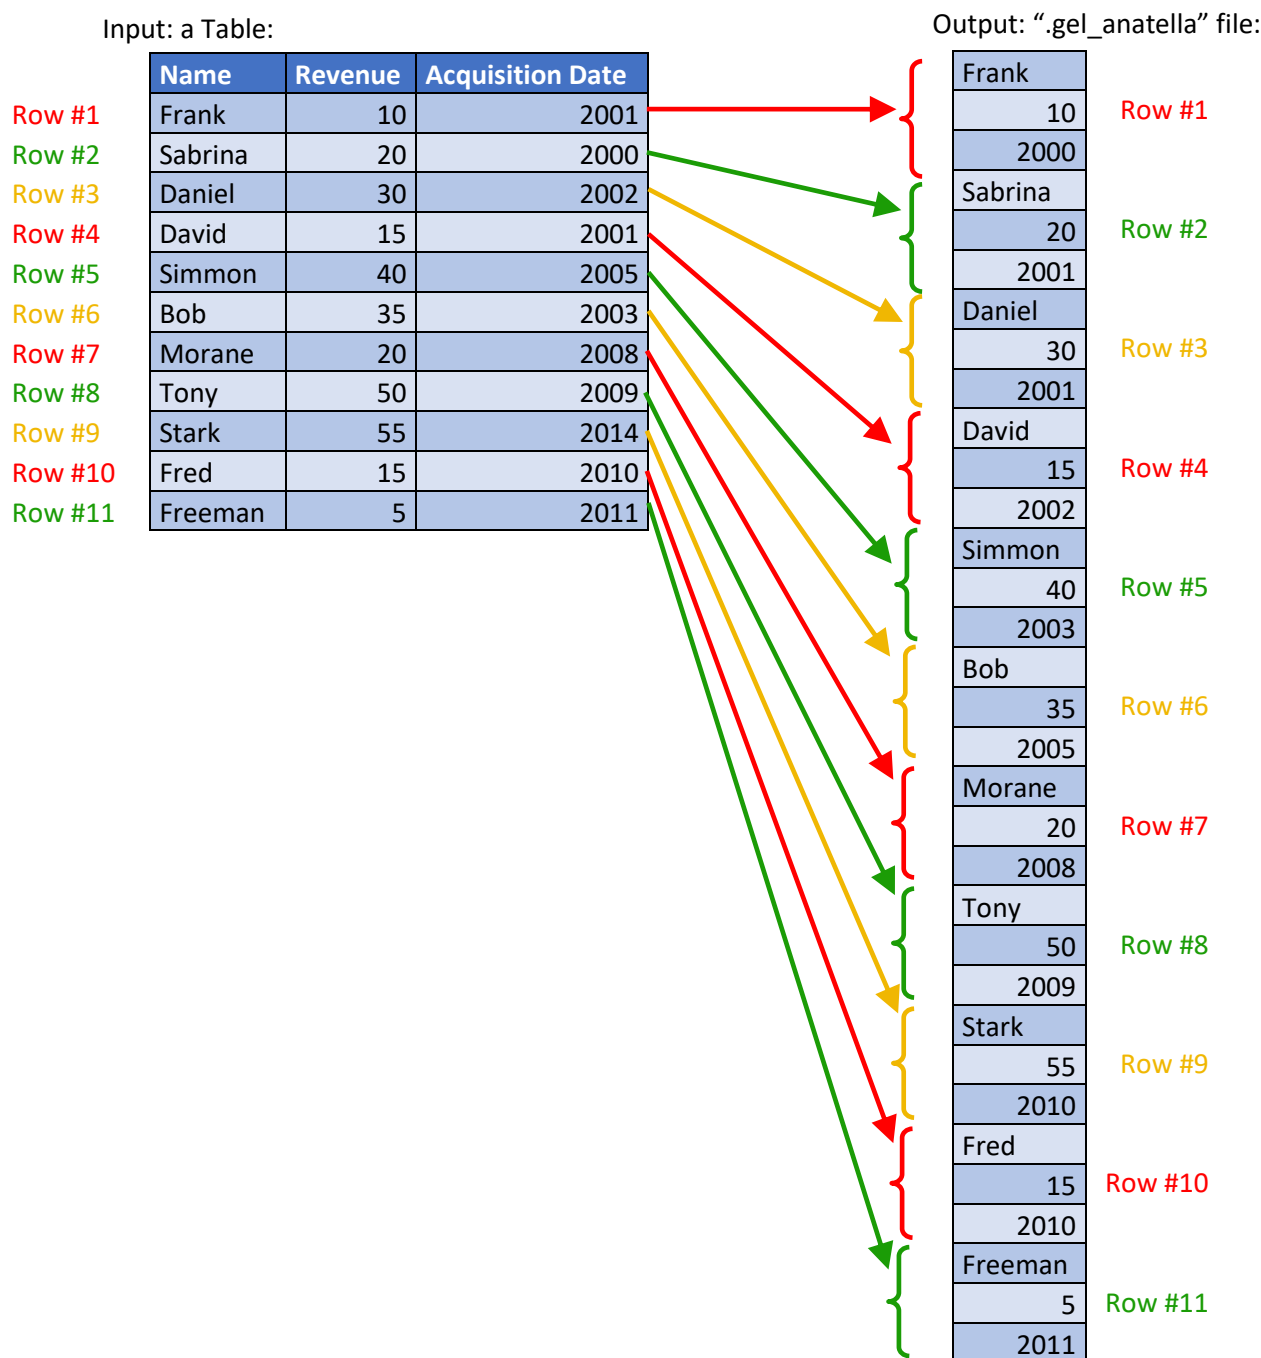 Input: a Table:
Name Revenue Acquisition Date
Row #1 Frank 10 2001
Row #2 Sabrina 20 2000
Row #3 Daniel 30 2002
Row #4 David 15 2001
Row #5 Simmon 40 2005
Row #6 Bob 35 2003
Row #7 Morane 20 2008
Row #8 Tony 50 2009
Row #9 Stark 55 2014
Row #10 Fred 15 2010
Row #11 Freeman 5 2011
Output: “.gel_anatella” file:
Frank
10 Row #1
2000
Sabrina
20 Row #2
2001
Daniel
30 Row #3
2001
David
15 Row #4
2002
Simmon
40 Row #5
2003
Bob
35 Row #6
2005
Morane
20 Row #7
2008
Tony
50 Row #8
2009
Stark
55 Row #9
2010
Fred
15 Row #10
2010
Freeman
5 Row #11
2011